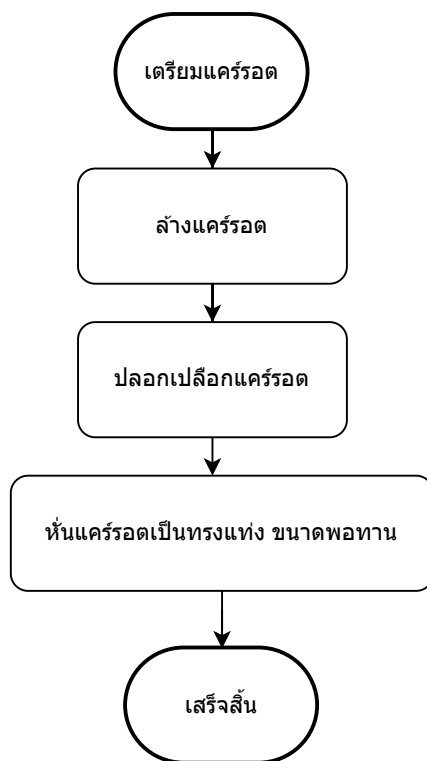 เตรียมแคร์รอต
ล้างแคร์รอต
ปลอกเปลือกแคร์รอต
หั่นแคร์รอตเป็นทรงแท่ง ขนาดพอทาน
เสร็จสิ้น